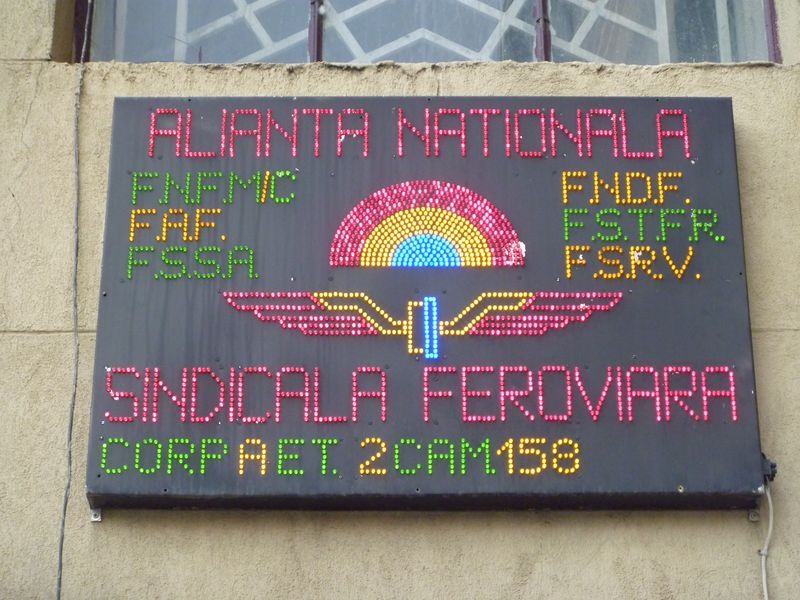 ALIANTA NATIONALA
F.N.F.M/C
F.A.F.
F.S.S.A.
F.N.D.F.
F.S.T.F.R.
F.S.R.V.
SINDICALA FEROVIARA
CORP A ET. 2 CAM. 158